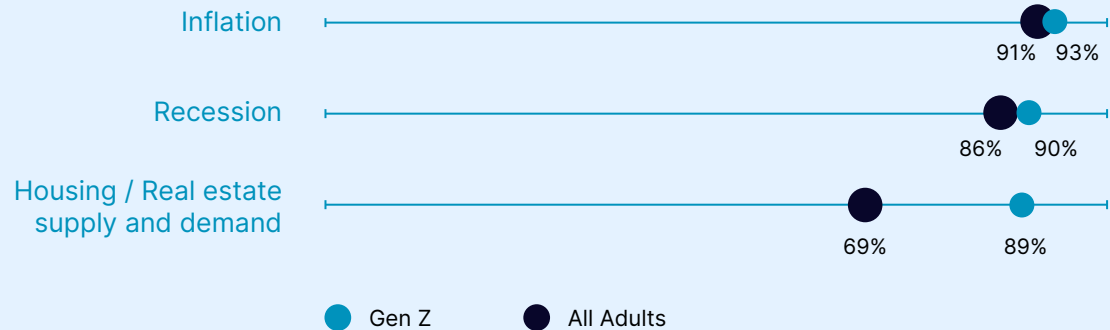 Inflation
91% 93%
Recession
86% 90%
Housing / Real estate
supply and demand
69% 89%
Gen Z All Adults